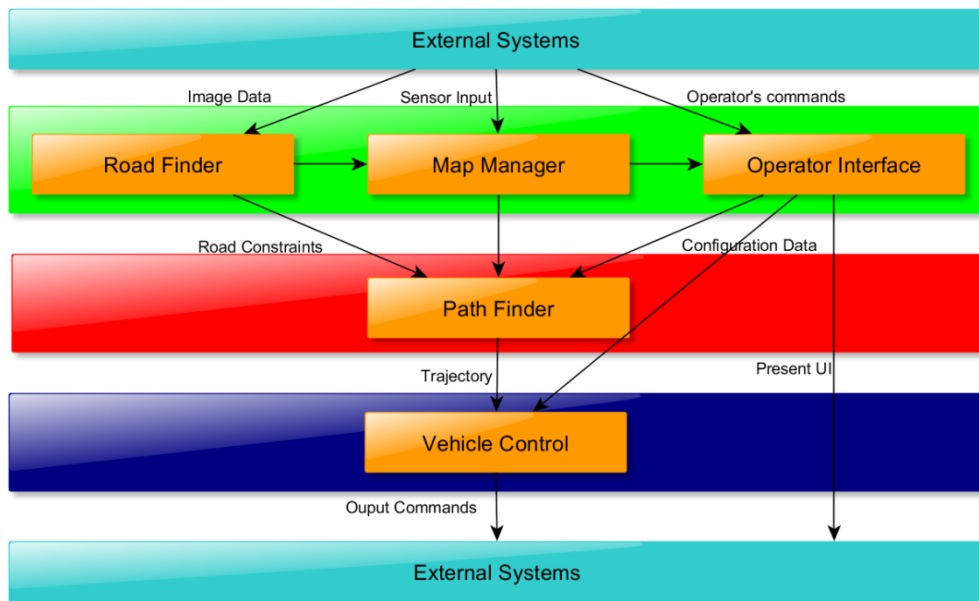 External Systems
Image Data
Sensor Input
Operator's commands
Road Finder
Map Manager
Operator Interface
Road Constraints
Configuration Data
Path Finder
Trajectory
Present UI
Vehicle Control
Ouput Commands
External Systems